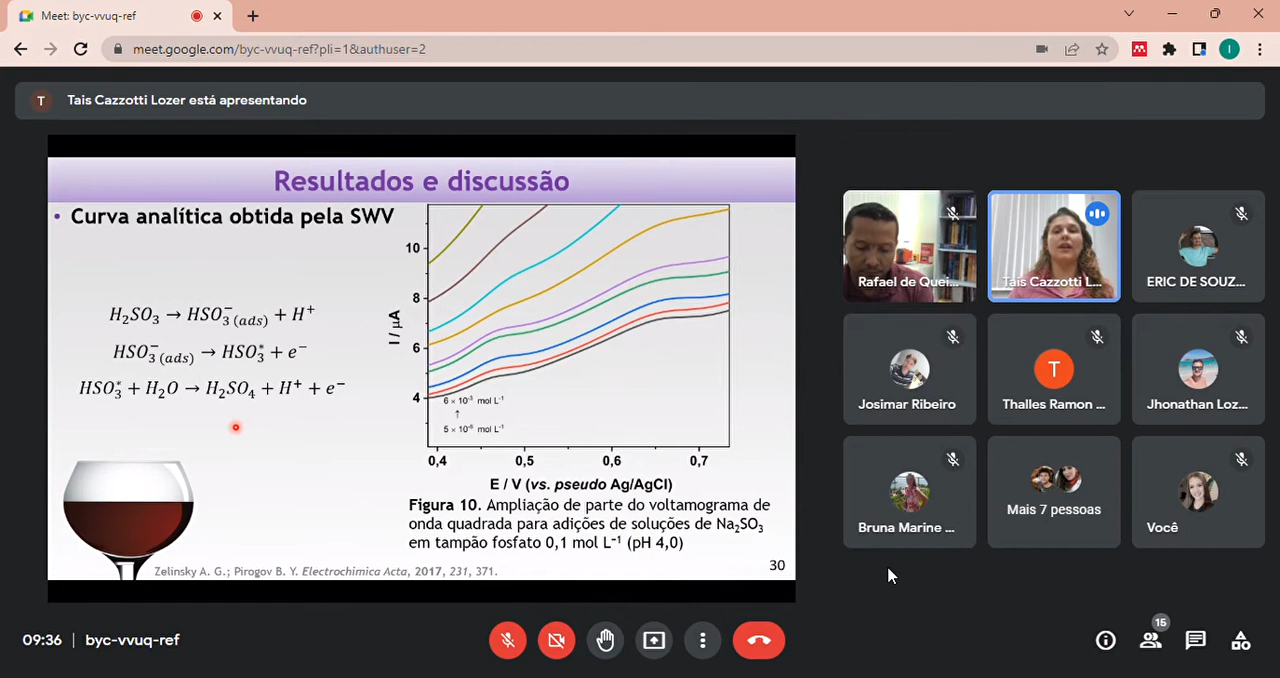 Meet: byc-vvuq-ref
meet.google.com/byc-vvuq-ref?pli=1&authuser=2
I
T
Tais Cazzotti Lozer está apresentando
Resultados e discussão
• Curva analítica obtida pela SWV
H₂SO₃ → HSO₃⁻(ads) + H⁺
HSO₃⁻(ads) → HSO₃* + e⁻
HSO₃* + H₂O → H₂SO₄ + H⁺ + e⁻
I / µA
10
8
6
4
6 × 10⁻³ mol L⁻¹
↑
0,4 0,5 0,6 0,7
E / V (vs. pseudo Ag/AgCl)
Figura 10. Ampliação de parte do voltamograma de
onda quadrada para adições de soluções de Na₂SO₃
em tampão fosfato 0,1 mol L⁻¹ (pH 4,0)
Zelinsky A. G.; Pirogov B. Y. Electrochimica Acta, 2017, 231, 371.
30
Rafael de Quei...
Tais Cazzotti L...
ERIC DE SOUZ...
Josimar Ribeiro
T
Thalles Ramon ...
Jhonathan Loz...
Bruna Marine ...
Mais 7 pessoas
Você
09:36 | byc-vvuq-ref
15